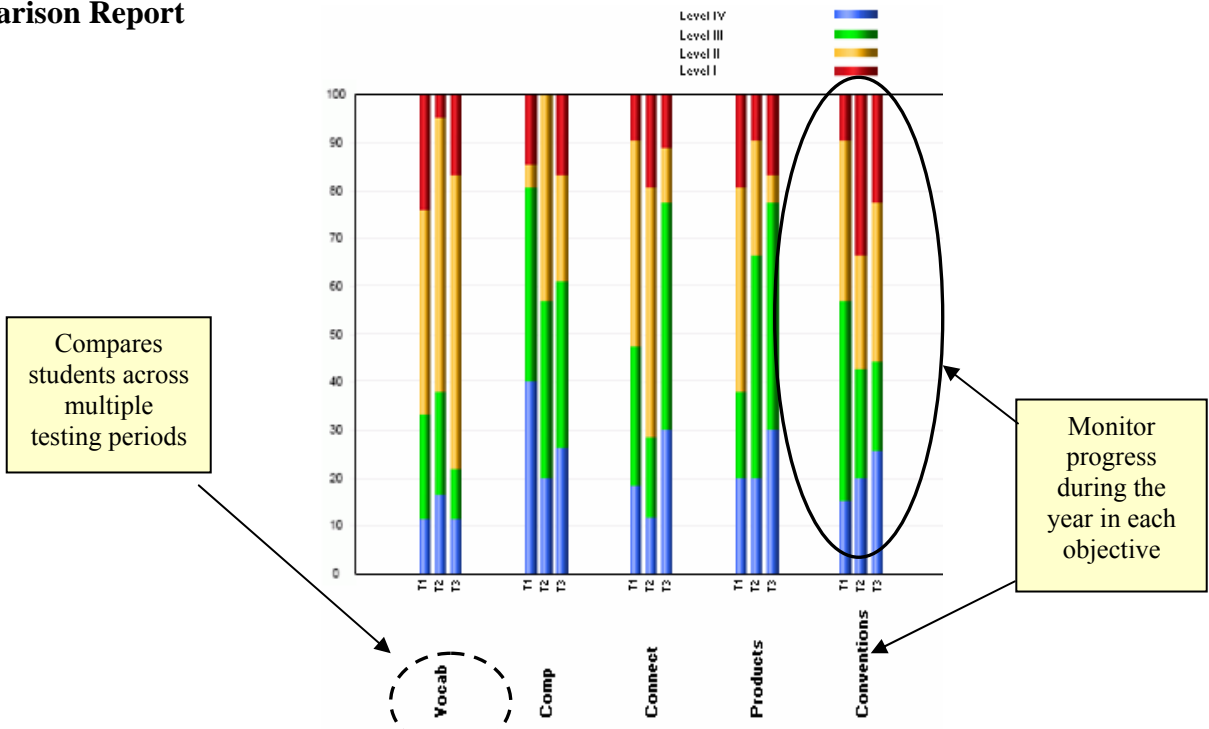 arison Report
Level IV
Level III
Level II
Level I
100
90
80
70
60
50
40
30
20
10
0
T1 T2 T3
T1 T2 T3
T1 T2 T3
T1 T2 T3
T1 T2 T3
Vocab
Comp
Connect
Products
Conventions
Compares
students across
multiple
testing periods
Monitor
progress
during the
year in each
objective